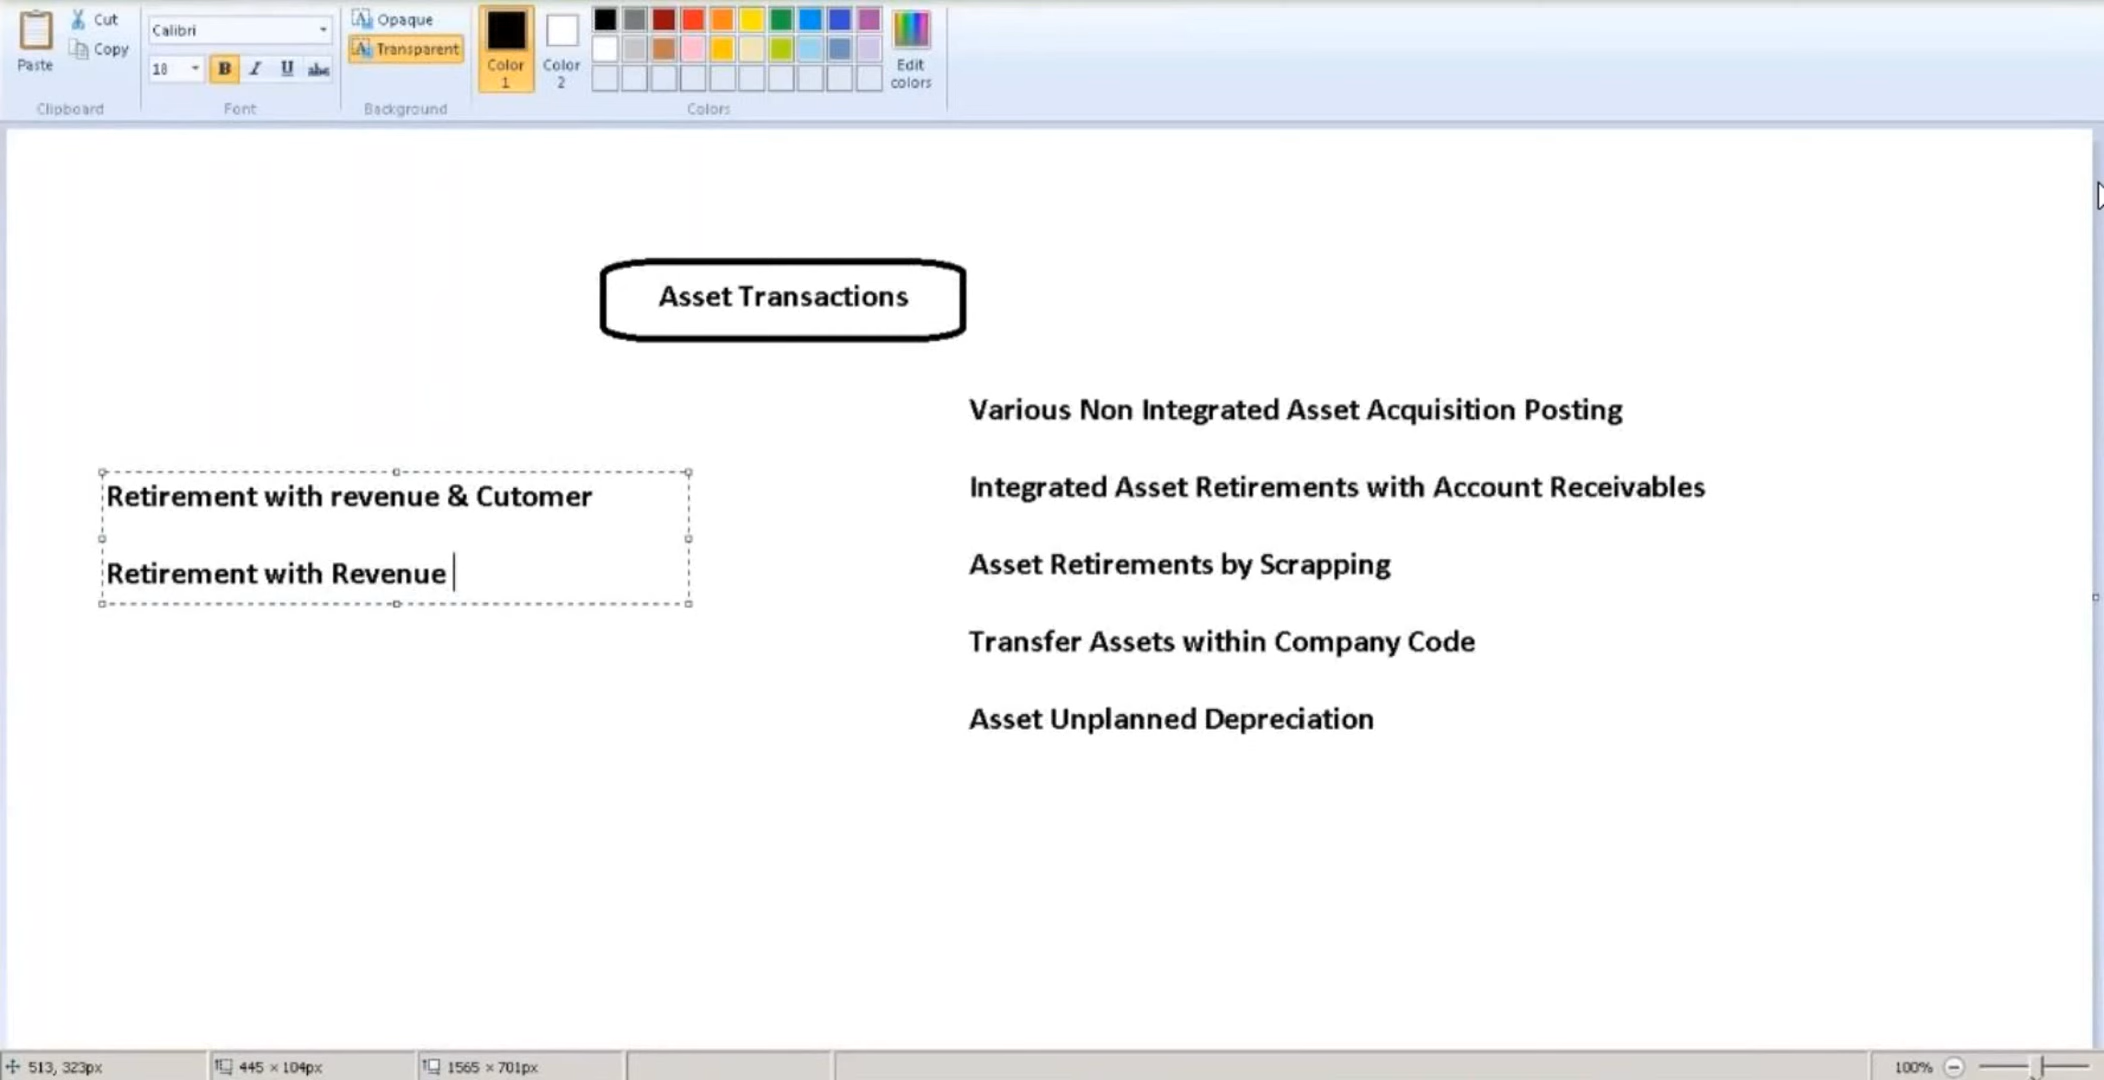 Cut
Copy
Paste
Clipboard
Calibri
18
B I U abc
Font
Opaque
Transparent
Background
Color 1
Color 2
Edit colors
Colors
Asset Transactions
Various Non Integrated Asset Acquisition Posting
Integrated Asset Retirements with Account Receivables
Asset Retirements by Scrapping
Transfer Assets within Company Code
Asset Unplanned Depreciation
Retirement with revenue & Cutomer
Retirement with Revenue
513, 323px
445 × 104px
1565 × 701px
100%